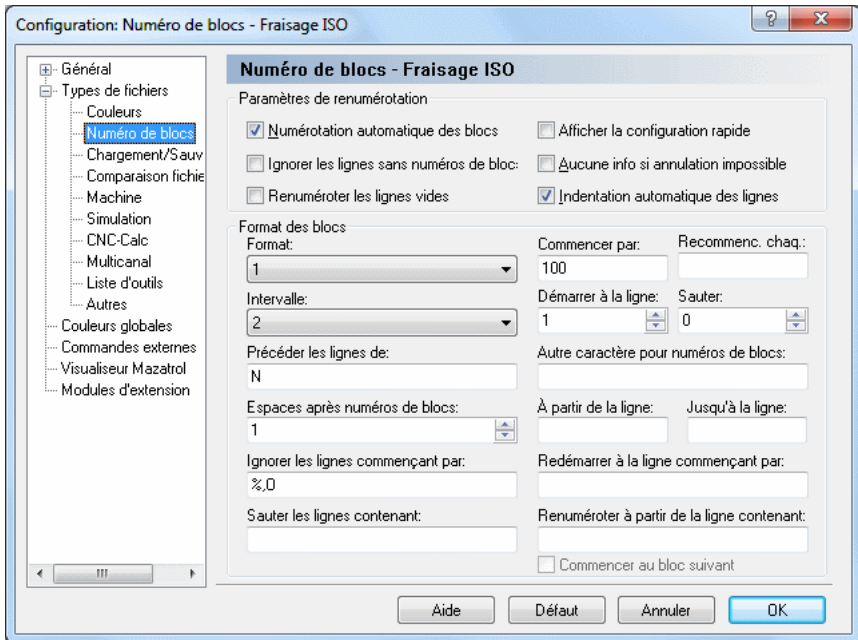 Configuration: Numéro de blocs - Fraisage ISO
Général
Types de fichiers
Couleurs
Numéro de blocs
Chargement/Sauv
Comparaison fichie
Machine
Simulation
CNC-Calc
Multicanal
Liste d'outils
Autres
Couleurs globales
Commandes externes
Visualiseur Mazatrol
Modules d'extension
Numéro de blocs - Fraisage ISO
Paramètres de renumérotation
Numérotation automatique des blocs
Afficher la configuration rapide
Ignorer les lignes sans numéros de bloc:
Aucune info si annulation impossible
Renuméroter les lignes vides
Indentation automatique des lignes
Format des blocs
Format:
Commencer par:
Recommenc. chaq.:
1
100
Intervalle:
Démarrer à la ligne:
Sauter:
2
1
0
Précéder les lignes de:
Autre caractère pour numéros de blocs:
N
Espaces après numéros de blocs:
À partir de la ligne:
Jusqu'à la ligne:
1
Ignorer les lignes commençant par:
Redémarrer à la ligne commençant par:
%,O
Sauter les lignes contenant:
Renuméroter à partir de la ligne contenant:
Commencer au bloc suivant
Aide
Défaut
Annuler
OK